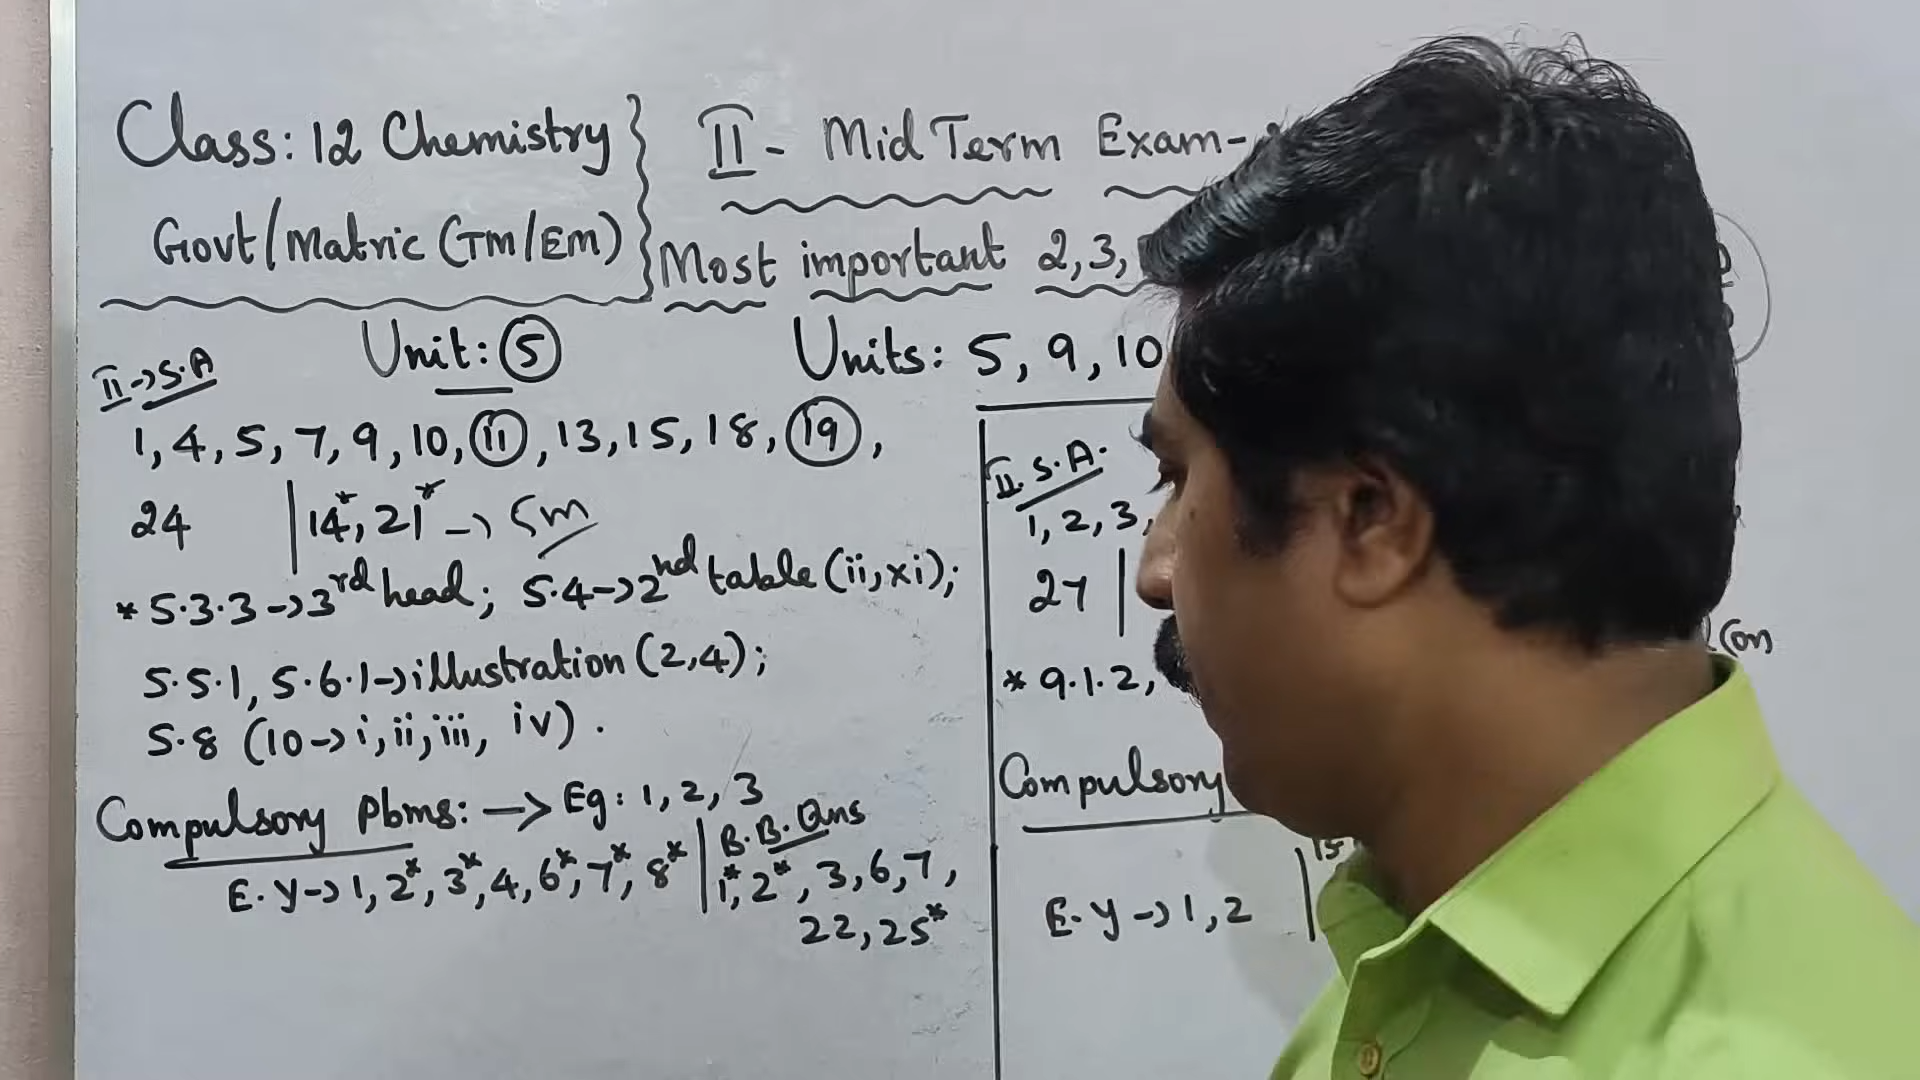 Class: 12 Chemistry
Govt/Matric (TM/EM)
II - Mid Term Exam-
Most important 2, 3,
Units: 5, 9, 10
Unit: 5
II → S.A
1, 4, 5, 7, 9, 10, 11, 13, 15, 18, 19,
24 | 14*, 21* → 5m
* 5.3.3 → 3rd head; 5.4 → 2nd table (ii, xi);
5.5.1, 5.6.1 → illustration (2,4);
5.8 (10 → i, ii, iii, iv).
Compulsory Pbms: → Eg: 1, 2, 3
E.Y → 1, 2*, 3*, 4, 6*, 7*, 8* | B.B. Qns
1*, 2*, 3, 6, 7,
22, 25*
II. S.A.
1, 2, 3,
27 |
* 9.1.2,
Compulsory
E.Y → 1, 2 |